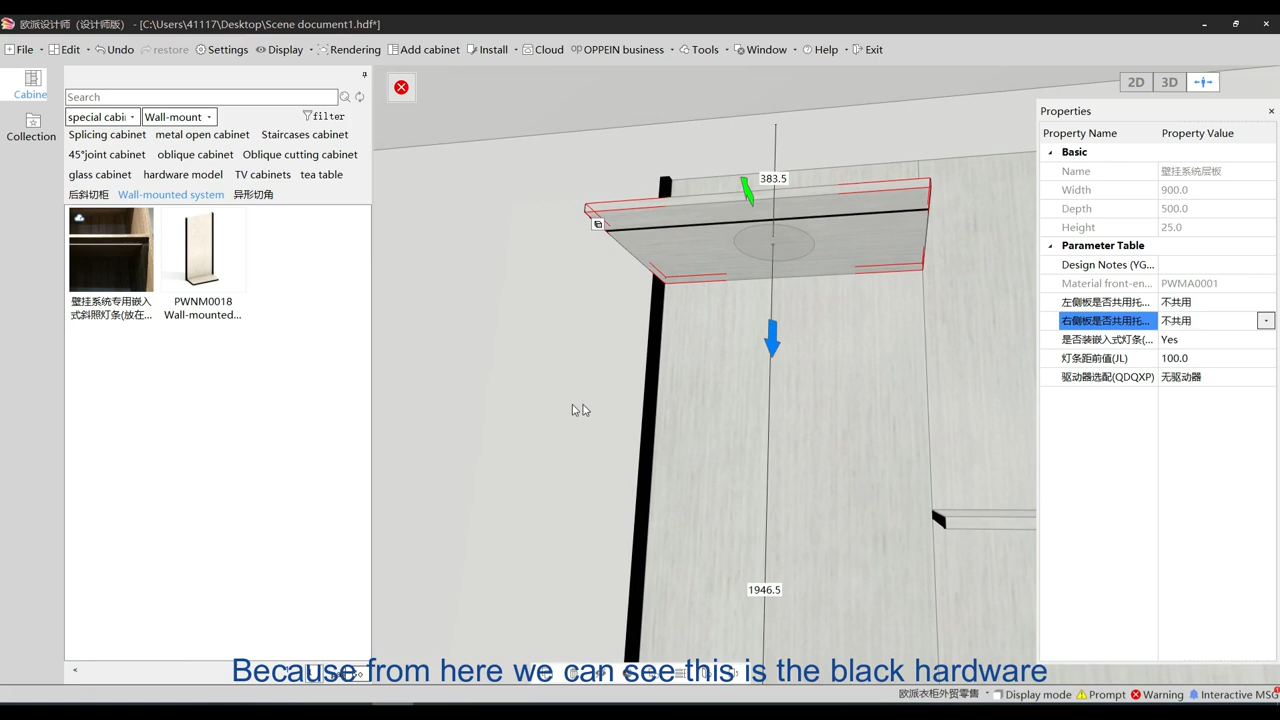 欧派设计师（设计师版） - [C:\Users\41117\Desktop\Scene document1.hdf*]
File Edit Undo restore Settings Display Rendering Add cabinet Install Cloud OPPEIN business Tools Window Help Exit
Cabine
Collection
Search
special cabi Wall-mount filter
Splicing cabinet metal open cabinet Staircases cabinet
45°joint cabinet oblique cabinet Oblique cutting cabinet
glass cabinet hardware model TV cabinets tea table
后斜切柜 Wall-mounted system 异形切角
壁挂系统专用嵌入式斜照灯条(放在...
PWNM0018
Wall-mounted...
2D 3D
383.5
1946.5
Properties
Property Name Property Value
Basic
Name 壁挂系统层板
Width 900.0
Depth 500.0
Height 25.0
Parameter Table
Design Notes (YG...
Material front-en... PWMA0001
左侧板是否共用托... 不共用
右侧板是否共用托... 不共用
是否装嵌入式灯条(... Yes
灯条距前值(JL) 100.0
驱动器选配(QDQXP) 无驱动器
Because from here we can see this is the black hardware
欧派衣柜外贸零售 Display mode Prompt Warning Interactive MSG